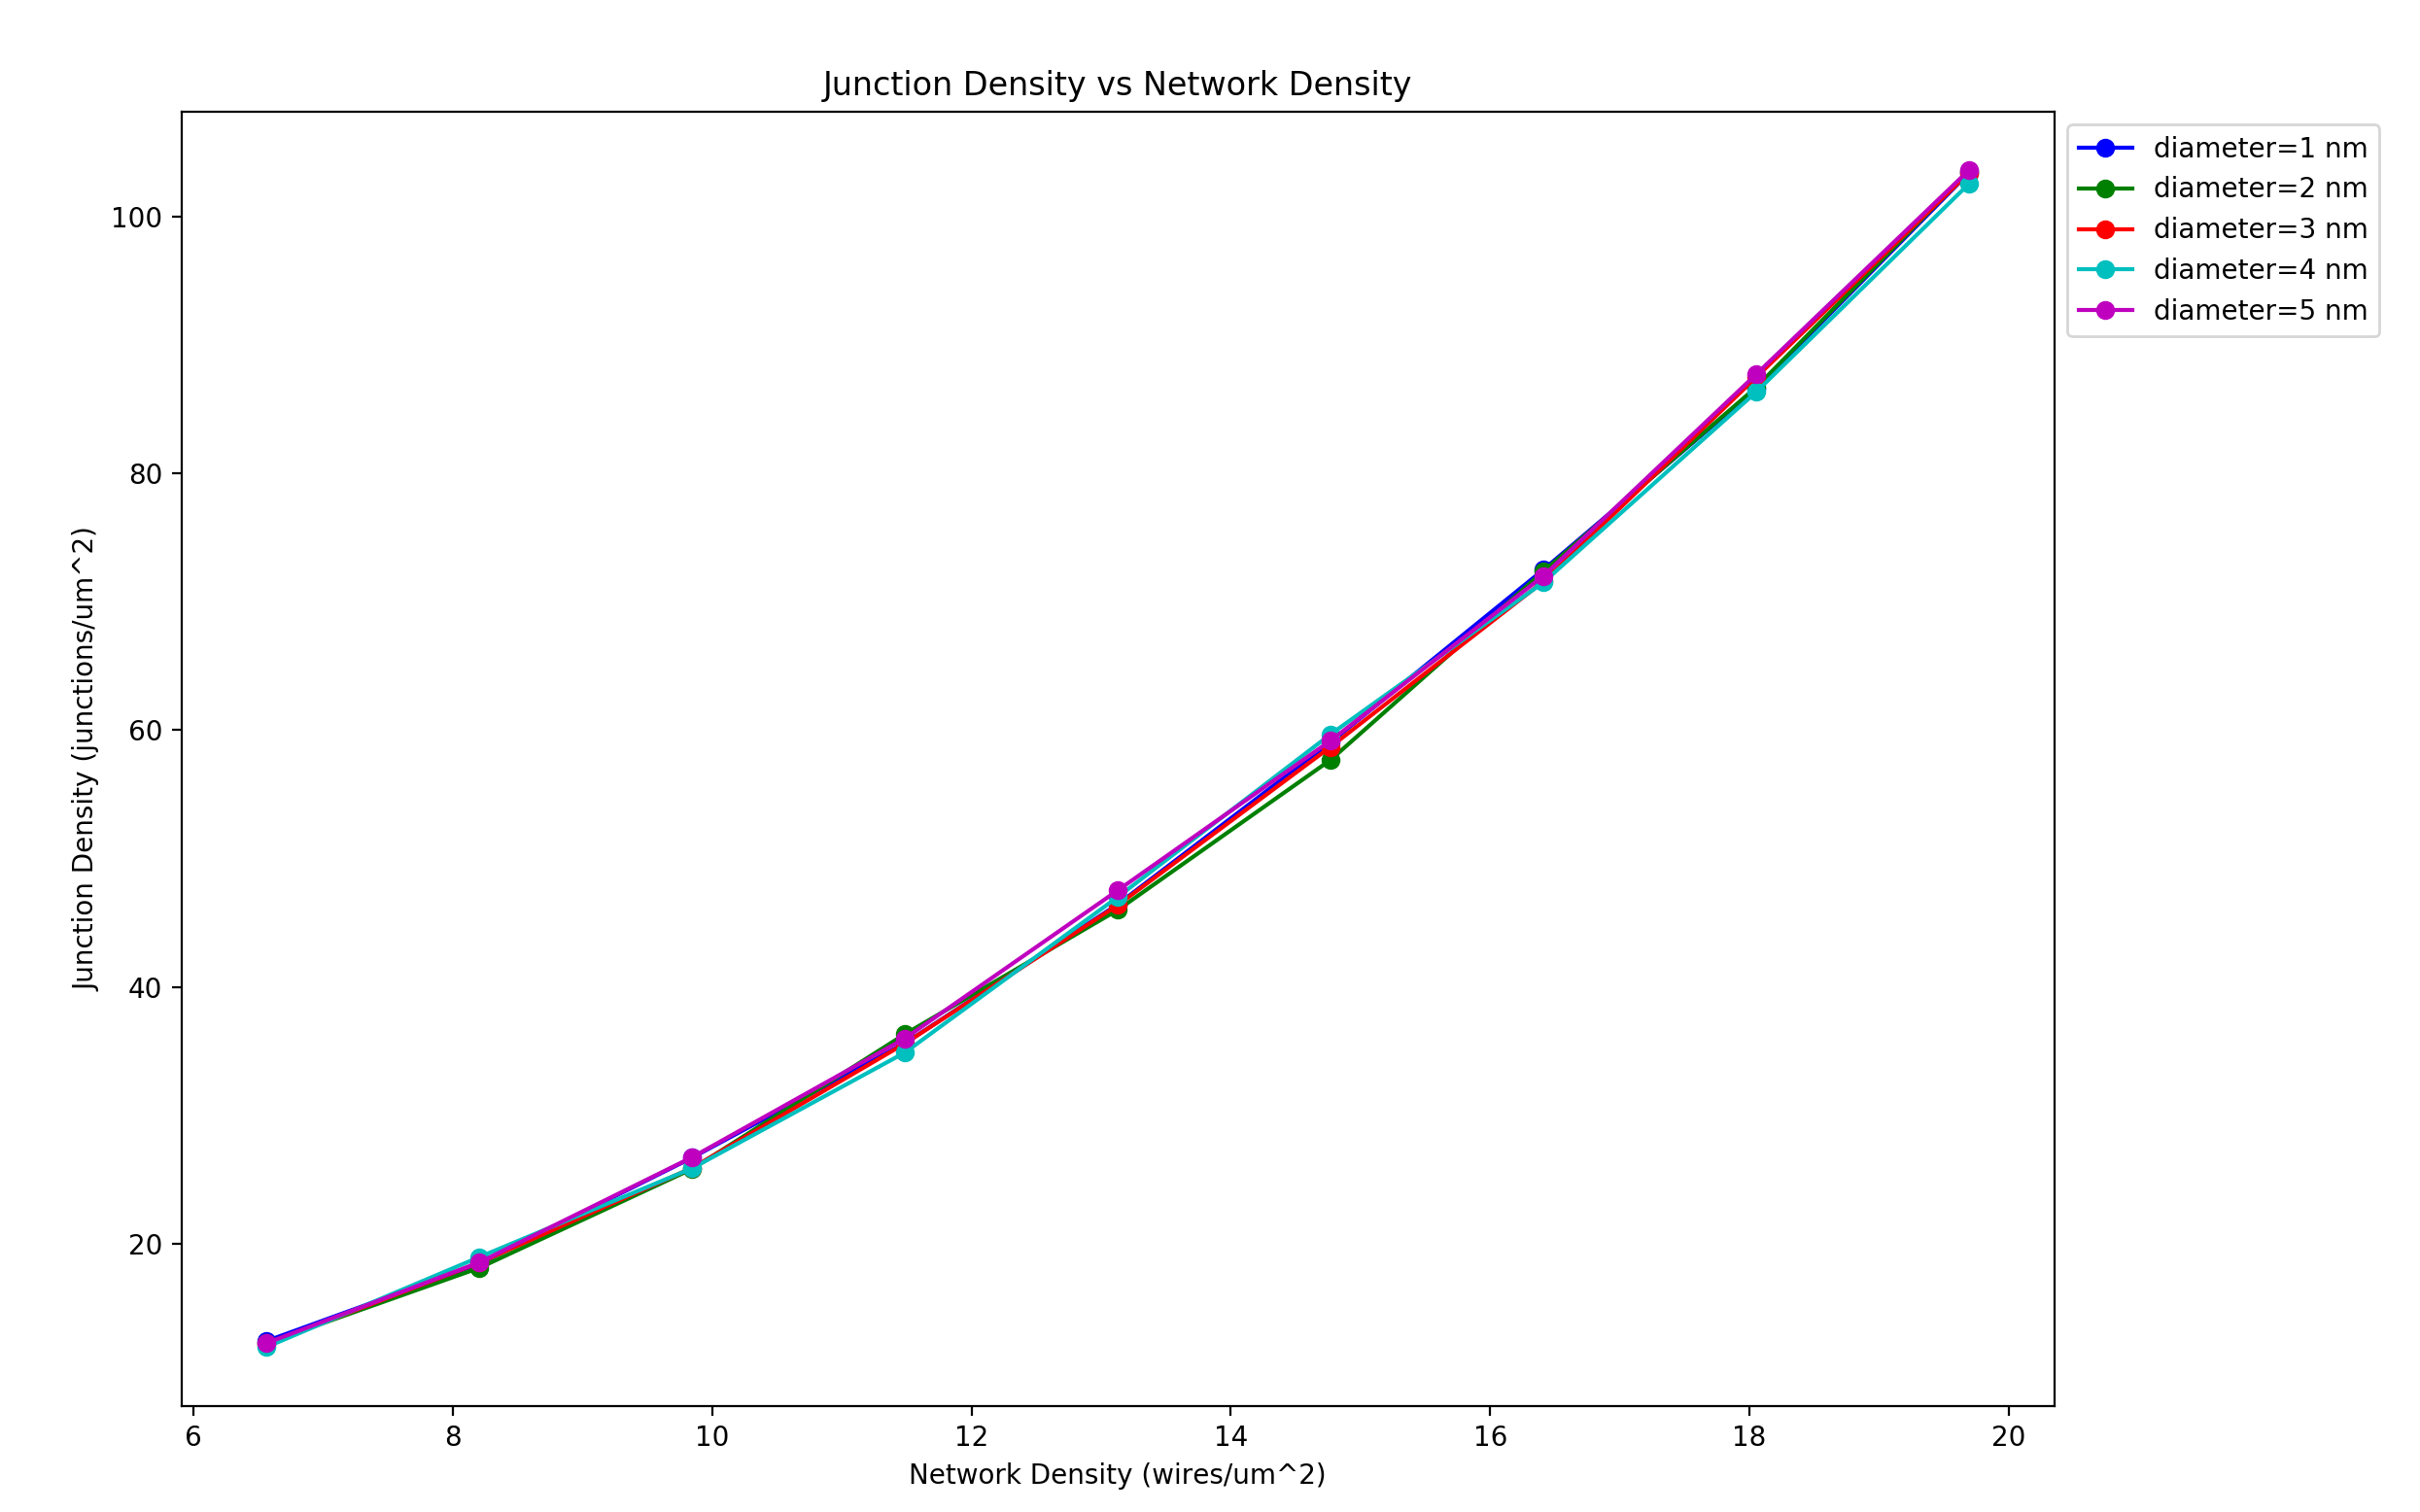 Junction Density vs Network Density
diameter=1 nm
diameter=2 nm
diameter=3 nm
diameter=4 nm
diameter=5 nm
Junction Density (junctions/um^2)
100
80
60
40
20
6 8 10 12 14 16 18 20
Network Density (wires/um^2)